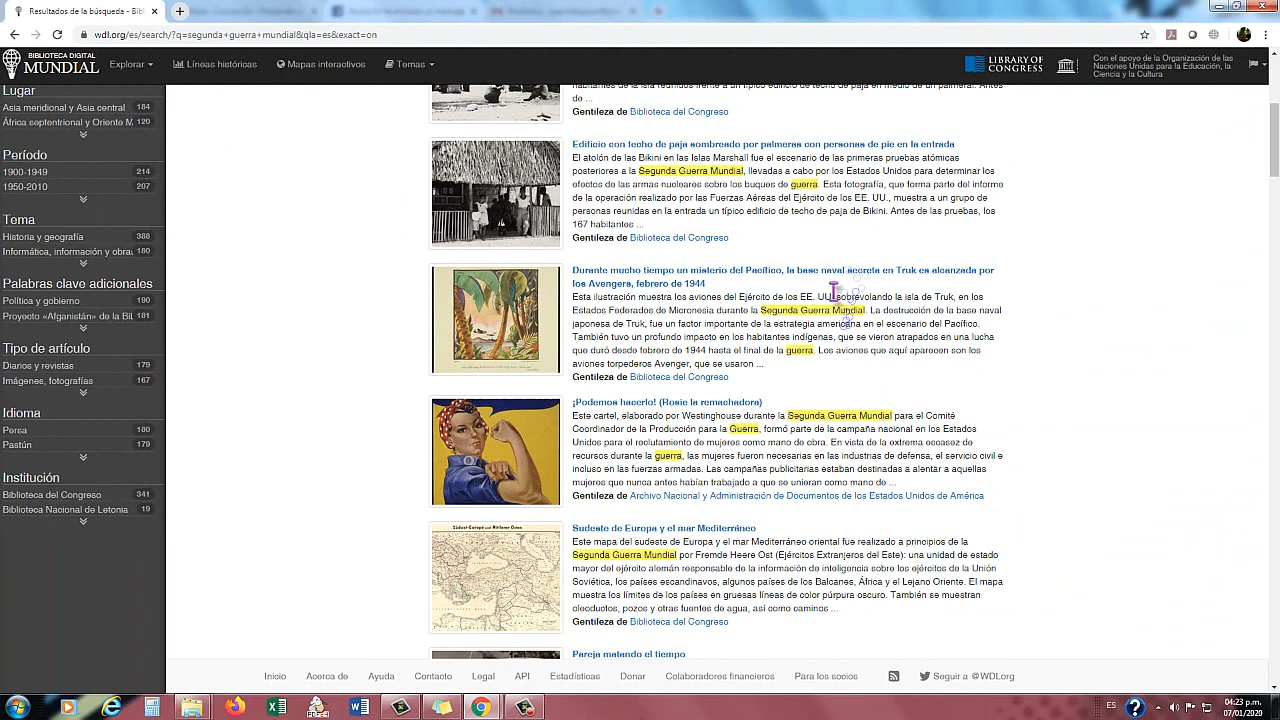 Resultados de la búsqueda - Bib
wdl.org/es/search/?q=segunda+guerra+mundial&qla=es&exact=on
BIBLIOTECA DIGITAL
MUNDIAL
Explorar
Líneas históricas
Mapas interactivos
Temas
LIBRARY OF
CONGRESS
Con el apoyo de la Organización de las
Naciones Unidas para la Educación, la
Ciencia y la Cultura
Lugar
Asia meridional y Asia central 184
África septentrional y Oriente M 120
Período
1900-1949 214
1950-2010 207
Tema
Historia y geografía 388
Informática, información y obras 180
Palabras clave adicionales
Política y gobierno 190
Proyecto «Afganistán» de la Bib 181
Tipo de artículo
Diarios y revistas 179
Imágenes, fotografías 167
Idioma
Persa 180
Pastún 179
Institución
Biblioteca del Congreso 341
Biblioteca Nacional de Letonia 19
habitantes de la isla reunidos frente a un típico edificio de techo de paja en medio de un palmeral. Antes
de ...
Gentileza de Biblioteca del Congreso
Edificio con techo de paja sombreado por palmeras con personas de pie en la entrada
El atolón de las Bikini en las Islas Marshall fue el escenario de las primeras pruebas atómicas
posteriores a la Segunda Guerra Mundial, llevadas a cabo por los Estados Unidos para determinar los
efectos de las armas nucleares sobre los buques de guerra. Esta fotografía, que forma parte del informe
de la operación realizado por las Fuerzas Aéreas del Ejército de los EE. UU., muestra a un grupo de
personas reunidas en la entrada un típico edificio de techo de paja de Bikini. Antes de las pruebas, los
167 habitantes ...
Gentileza de Biblioteca del Congreso
Durante mucho tiempo un misterio del Pacífico, la base naval secreta en Truk es alcanzada por
los Avengers, febrero de 1944
Esta ilustración muestra los aviones del Ejército de los EE. UU. sobrevolando la isla de Truk, en los
Estados Federados de Micronesia durante la Segunda Guerra Mundial. La destrucción de la base naval
japonesa de Truk, fue un factor importante de la estrategia americana en el escenario del Pacífico.
También tuvo un profundo impacto en los habitantes indígenas, que se vieron atrapados en una lucha
que duró desde febrero de 1944 hasta el final de la guerra. Los aviones que aquí aparecen son los
aviones torpederos Avenger, que se usaron ...
Gentileza de Biblioteca del Congreso
¡Podemos hacerlo! (Rosie la remachadora)
Este cartel, elaborado por Westinghouse durante la Segunda Guerra Mundial para el Comité
Coordinador de la Producción para la Guerra, formó parte de la campaña nacional en los Estados
Unidos para el reclutamiento de mujeres como mano de obra. En vista de la extrema escasez de
recursos durante la guerra, las mujeres fueron necesarias en las industrias de defensa, el servicio civil e
incluso en las fuerzas armadas. Las campañas publicitarias estaban destinadas a alentar a aquellas
mujeres que nunca antes habían trabajado a que se unieran como mano de ...
Gentileza de Archivo Nacional y Administración de Documentos de los Estados Unidos de América
Südost-Europa und Mittlerer Osten
Sudeste de Europa y el mar Mediterráneo
Este mapa del sudeste de Europa y el mar Mediterráneo oriental fue realizado a principios de la
Segunda Guerra Mundial por Fremde Heere Ost (Ejércitos Extranjeros del Este): una unidad de estado
mayor del ejército alemán responsable de la información de inteligencia sobre los ejércitos de la Unión
Soviética, los países escandinavos, algunos países de los Balcanes, África y el Lejano Oriente. El mapa
muestra los límites de los países en gruesas líneas de color púrpura oscuro. También se muestran
oleoductos, pozos y otras fuentes de agua, así como caminos ...
Gentileza de Biblioteca del Congreso
Pareja matando el tiempo
Inicio
Acerca de
Ayuda
Contacto
Legal
API
Estadísticas
Donar
Colaboradores financieros
Para los socios
Seguir a @WDLorg
ES
04:23 p.m.
07/01/2020